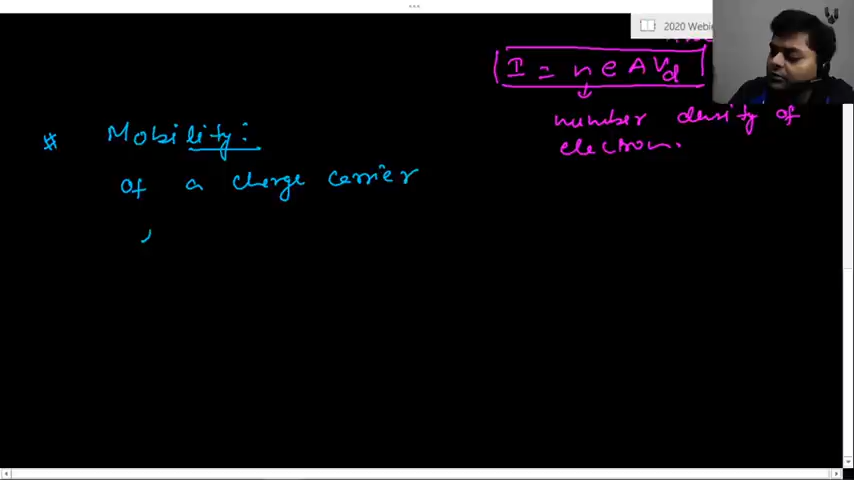 2020 Webi
I = neAVd
number density of
electron.
# Mobility:
of a charge carrier